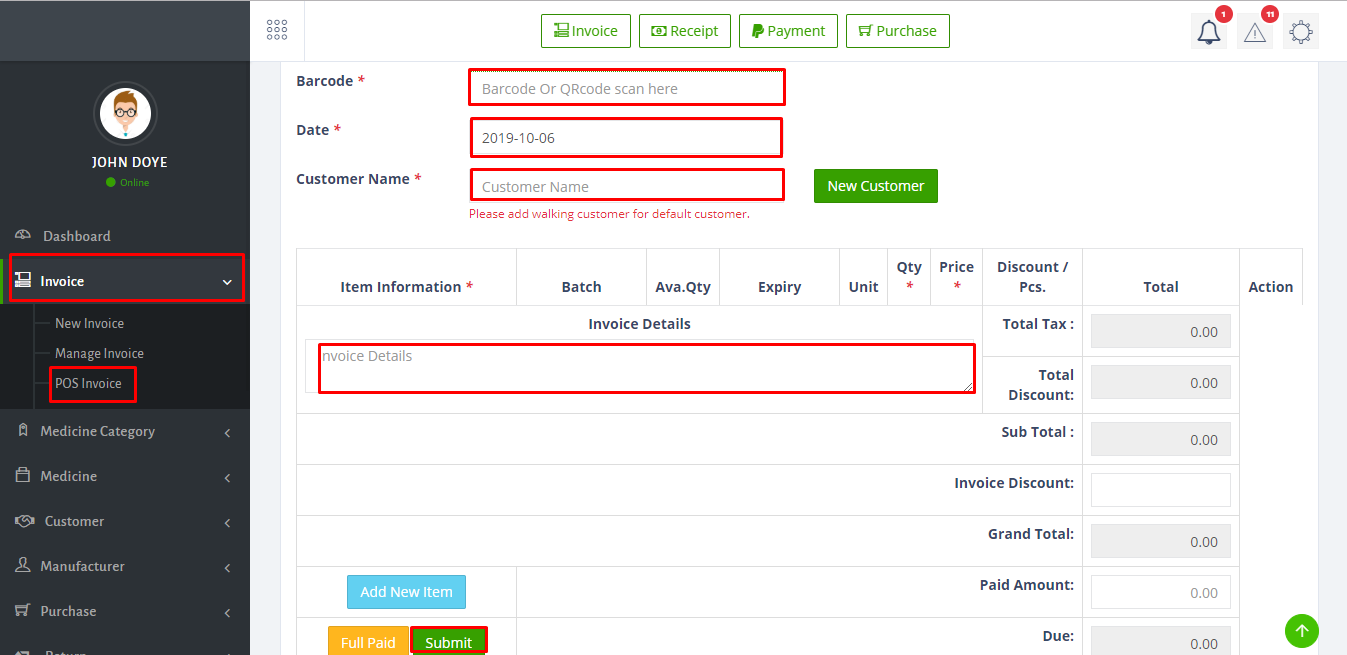 Invoice
Receipt
Payment
Purchase
1
11
JOHN DOYE
Online
Dashboard
Invoice
New Invoice
Manage Invoice
POS Invoice
Medicine Category
Medicine
Customer
Manufacturer
Purchase
Return
Barcode *
Barcode Or QRcode scan here
Date *
2019-10-06
Customer Name *
Customer Name
New Customer
Please add walking customer for default customer.
Item Information *
Batch
Ava.Qty
Expiry
Unit
Qty
*
Price
*
Discount /
Pcs.
Total
Action
Invoice Details
nvoice Details
Total Tax :
0.00
Total
Discount:
0.00
Sub Total :
0.00
Invoice Discount:
Grand Total:
0.00
Add New Item
Paid Amount:
0.00
Full Paid
Submit
Due:
0.00